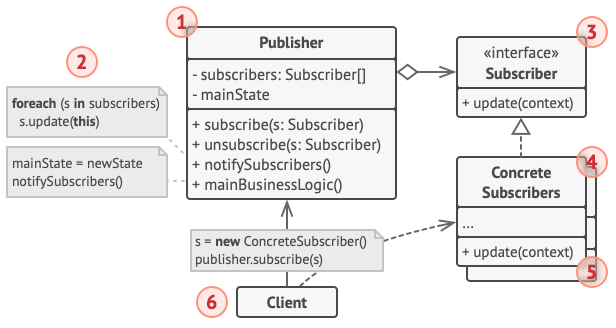 1
Publisher
- subscribers: Subscriber[]
- mainState
+ subscribe(s: Subscriber)
+ unsubscribe(s: Subscriber)
+ notifySubscribers()
+ mainBusinessLogic()
2
foreach (s in subscribers)
s.update(this)
mainState = newState
notifySubscribers()
3
«interface»
Subscriber
+ update(context)
4
Concrete
Subscribers
...
+ update(context)
5
s = new ConcreteSubscriber()
publisher.subscribe(s)
6
Client